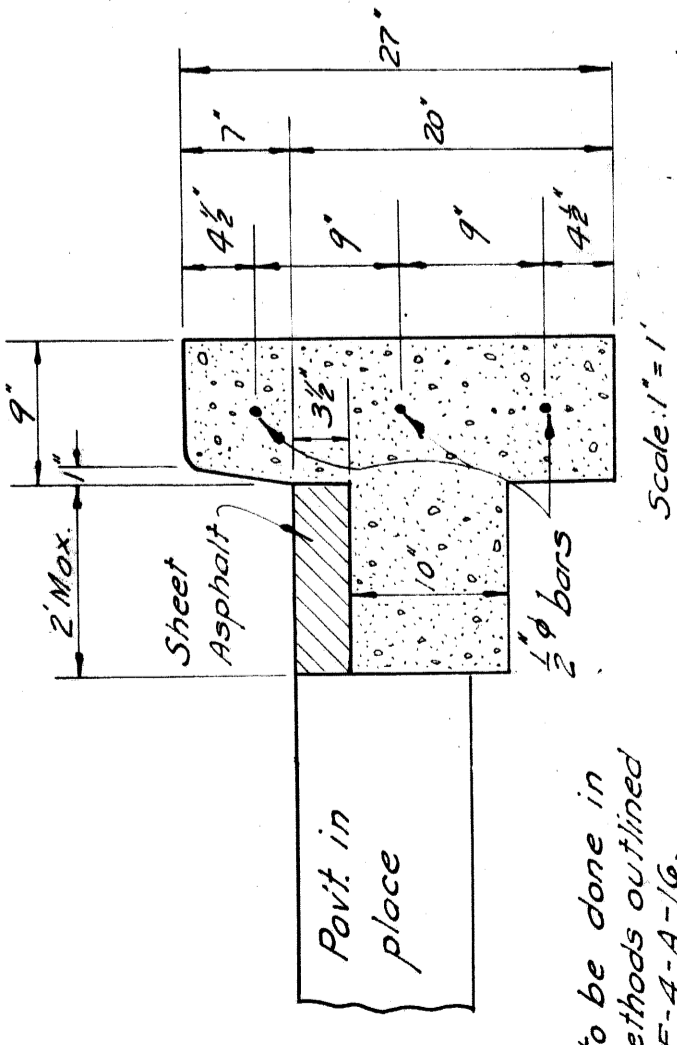 2' Max.
1"
9"
Sheet
Asphalt
4½"
7"
27"
3½"
9"
20"
Pavt. in
place
10"
9"
½" ϕ bars
4½"
Scale: 1" = 1'
to be done in
ethods outlined
-4-A-16.